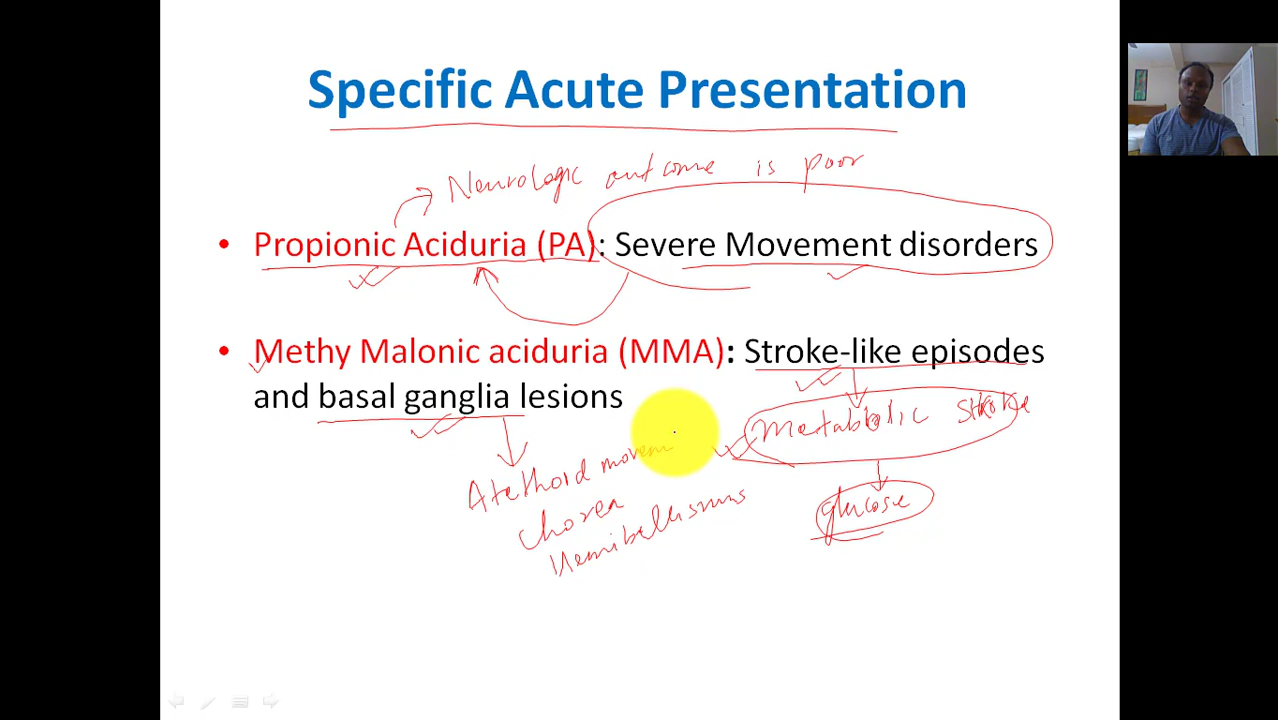 Specific Acute Presentation
Neurologic outcome is poor
• Propionic Aciduria (PA): Severe Movement disorders
• Methy Malonic aciduria (MMA): Stroke-like episodes
and basal ganglia lesions
Metabolic stroke
Atethoid movem
chorea
Hemibellismus
glucose